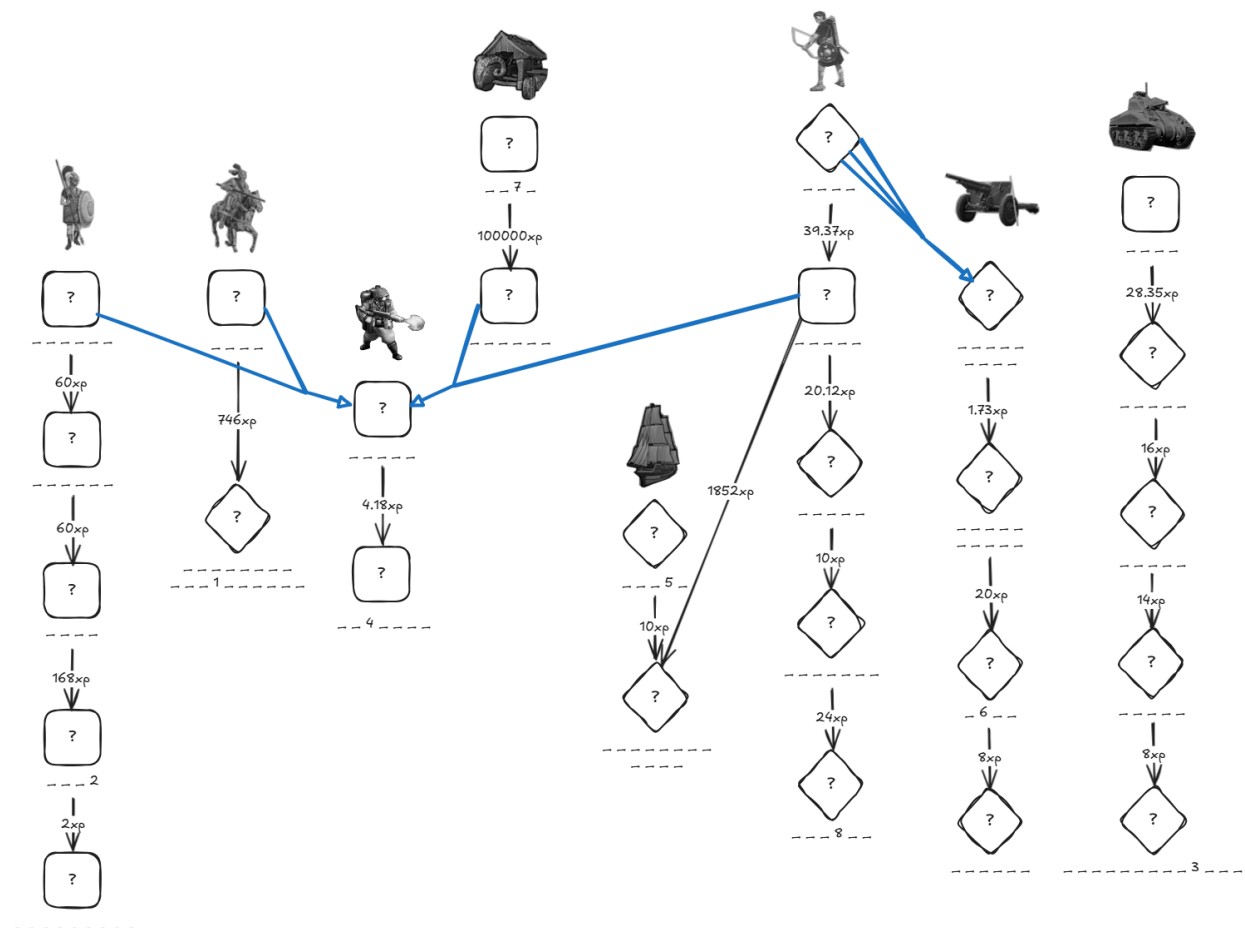 ?
_ _ _ _ _ _
60xp
?
_ _ _ _ _ _
60xp
?
_ _ _ _
168xp
?
_ _ _ 2
2xp
?
_ _ _ _ _ _ _ _ _
?
_ _ _ _
746xp
?
_ _ _ _ _ _ _ _
_ _ _ 1 _ _ _ _ _ _
?
_ _ _ _ _
4.18xp
?
_ _ 4 _ _ _ _
?
_ _ 7 _
100000xp
?
_ _ _ _ _ _
?
_ _ _ 5 _
10xp
1852xp
?
_ _ _ _ _ _ _ _
_ _ _ _
?
_ _ _ _
39.37xp
?
_ _ _ _ _
20.12xp
?
_ _ _ _ _
10xp
?
_ _ _ _ _ _ _
24xp
?
_ _ _ 8 _ _
?
_ _ _ _ _
_ _ _ _
1.73xp
?
_ _ _ _ _
_ _ _ _ _
20xp
?
_ 6 _ _
8xp
?
_ _ _ _ _ _
?
_ _ _ _
28.35xp
?
_ _ _ _ _
16xp
?
_ _ _ _ _
14xp
?
_ _ _ _ _
8xp
?
_ _ _ _ _ _ _ _ _ 3 _ _ _